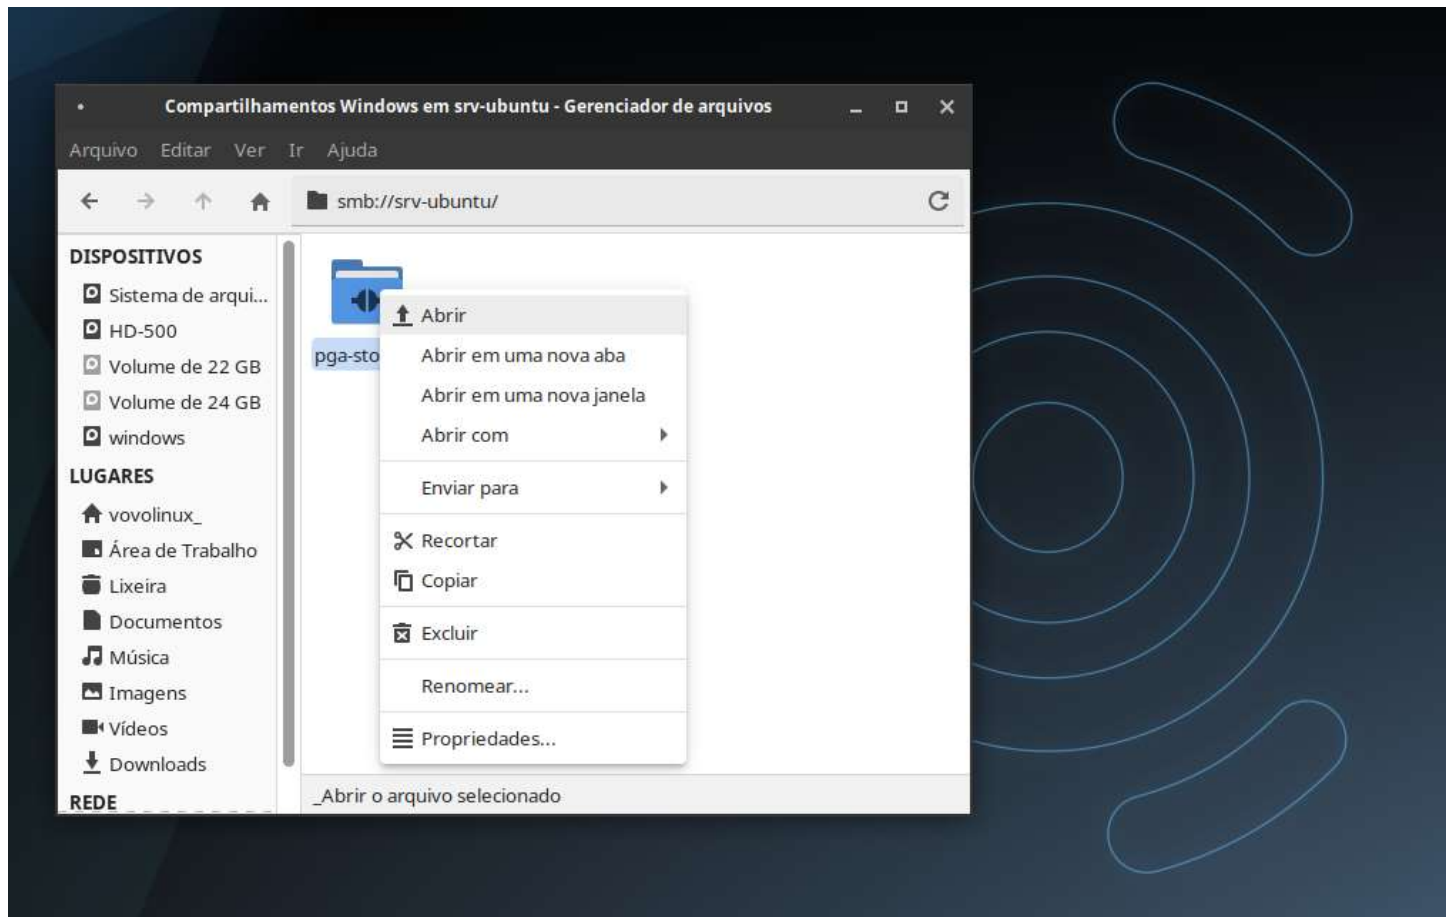 Compartilhamentos Windows em srv-ubuntu - Gerenciador de arquivos
Arquivo Editar Ver Ir Ajuda
smb://srv-ubuntu/
DISPOSITIVOS
Sistema de arqui...
HD-500
Volume de 22 GB
Volume de 24 GB
windows
LUGARES
vovolinux_
Área de Trabalho
Lixeira
Documentos
Música
Imagens
Vídeos
Downloads
REDE
pga-sto
Abrir
Abrir em uma nova aba
Abrir em uma nova janela
Abrir com
Enviar para
Recortar
Copiar
Excluir
Renomear...
Propriedades...
_Abrir o arquivo selecionado